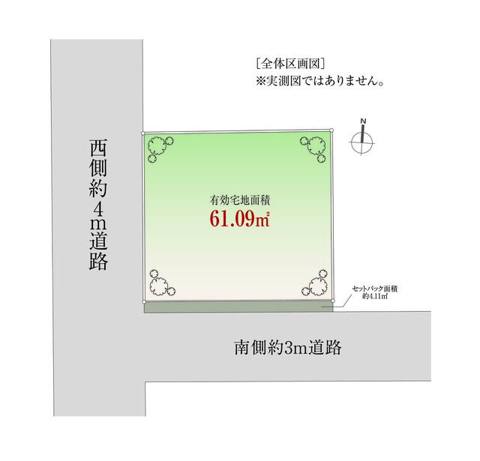 [全体区画図]
※実測図ではありません。
N
西側約4m道路
有効宅地面積
61.09㎡
セットバック面積
約4.11㎡
南側約3m道路